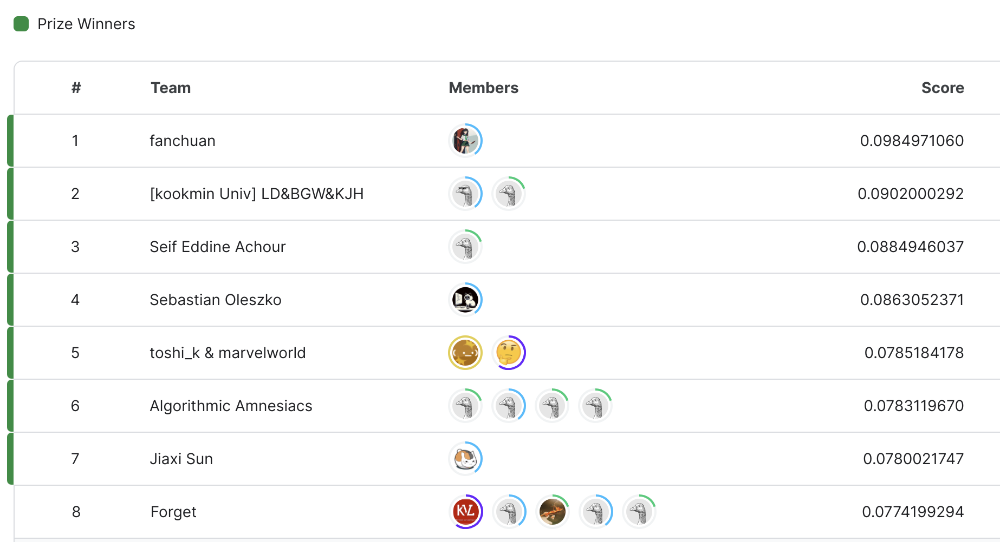 Prize Winners
# Team Members Score
1 fanchuan 0.0984971060
2 [kookmin Univ] LD&BGW&KJH 0.0902000292
3 Seif Eddine Achour 0.0884946037
4 Sebastian Oleszko 0.0863052371
5 toshi_k & marvelworld 0.0785184178
6 Algorithmic Amnesiacs 0.0783119670
7 Jiaxi Sun 0.0780021747
8 Forget KVL 0.0774199294